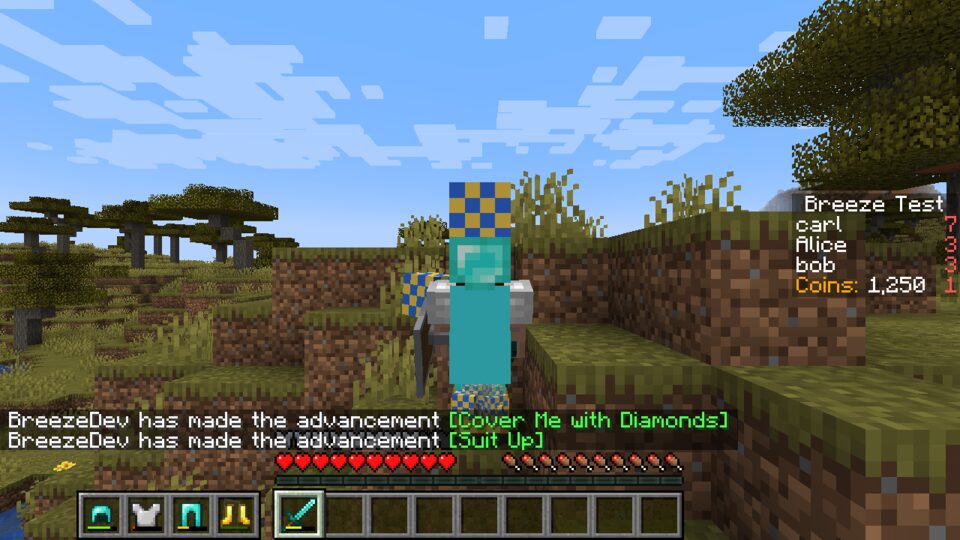 Breeze Test
carl 7
Alice 3
bob 3
Coins: 1,250 1
BreezeDev has made the advancement [Cover Me with Diamonds]
BreezeDev has made the advancement [Suit Up]